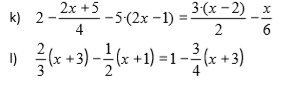 k) 2 - (2x + 5)/4 - 5·(2x - 1) = 3·(x - 2)/2 - x/6
l) 2/3 (x + 3) - 1/2 (x + 1) = 1 - 3/4 (x + 3)